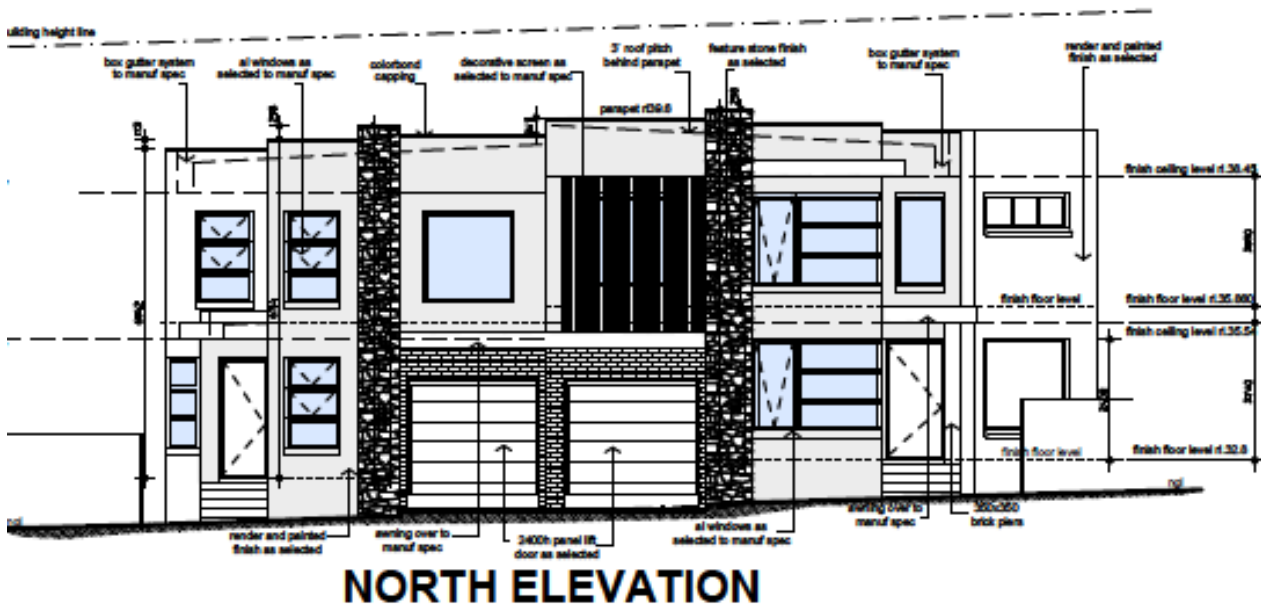 uilding height line
box gutter system
to manuf spec
al windows as
selected to manuf spec
colorbond
capping
decorative screen as
selected to manuf spec
3° roof pitch
behind parapet
feature stone finish
as selected
box gutter system
to manuf spec
render and painted
finish as selected
parapet rl39.8
finish ceiling level rl.38.45
finish floor level
finish floor level rl.35.860
finish ceiling level rl.35.54
finish floor level
finish floor level rl.32.8
ngl
ngl
render and painted
finish as selected
awning over to
manuf spec
2400h panel lift
door as selected
al windows as
selected to manuf spec
awning over to
manuf spec
350x350
brick piers
NORTH ELEVATION